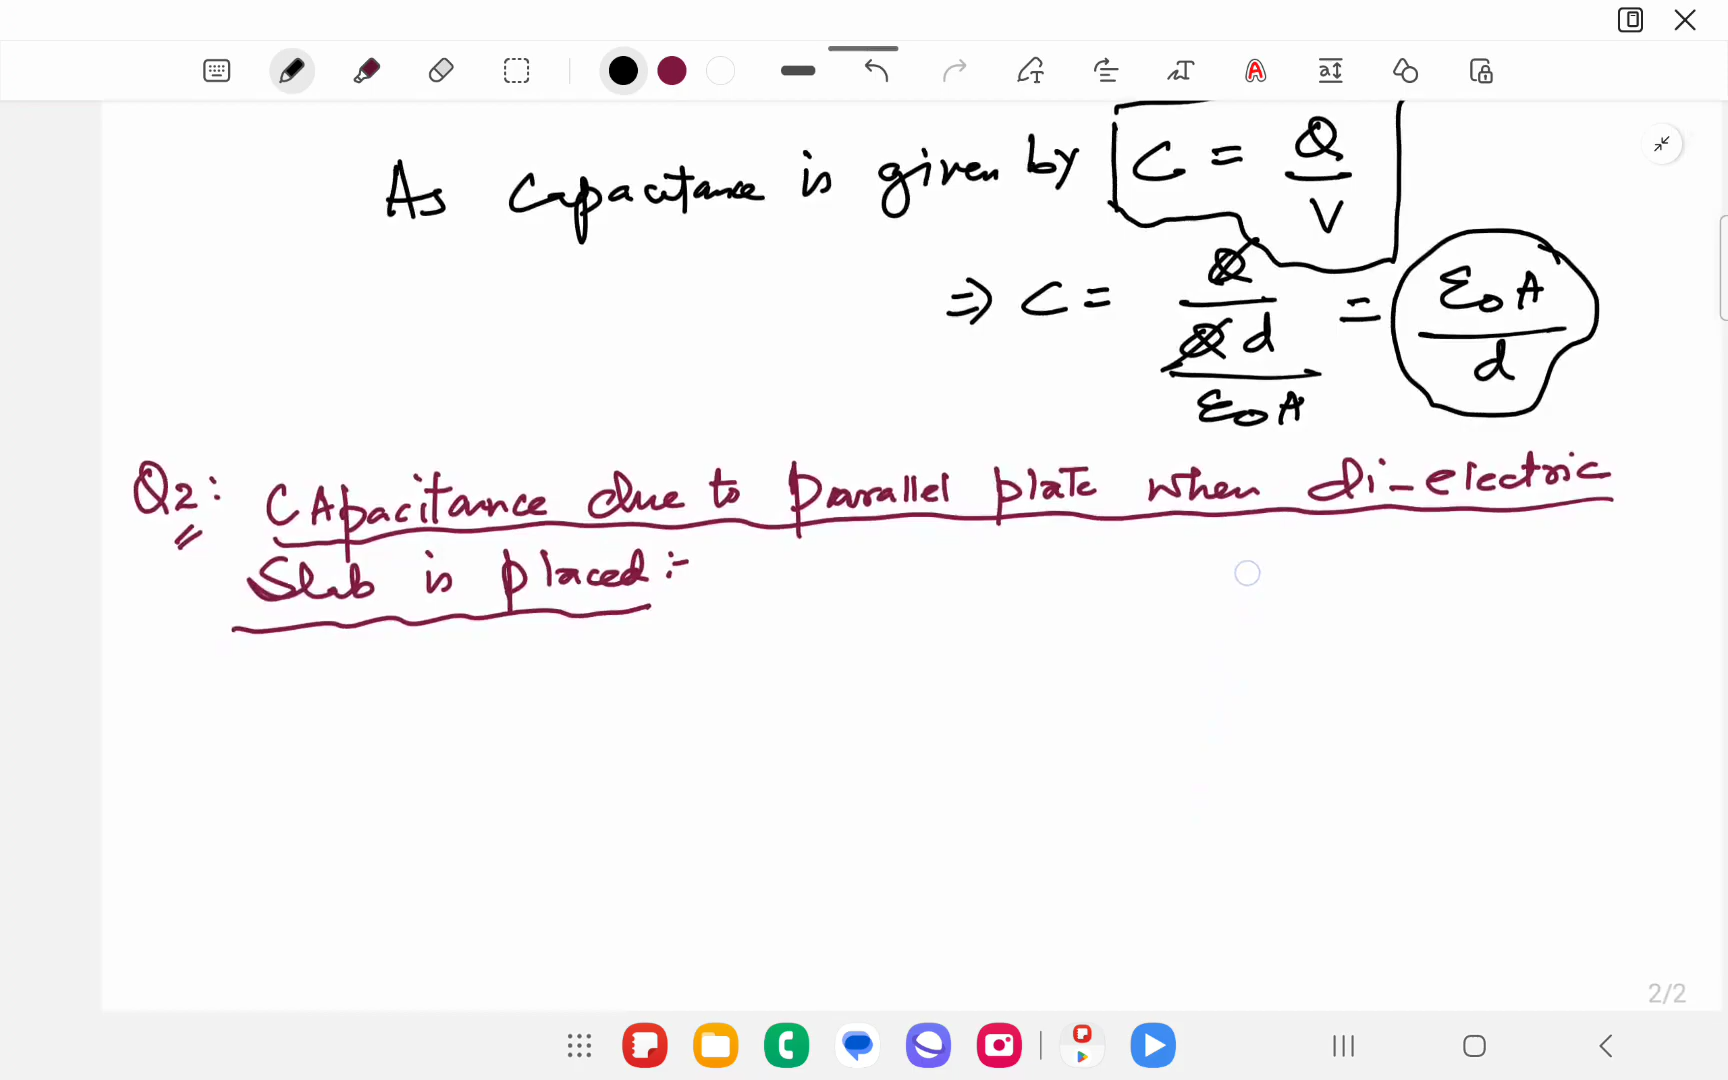 As Capacitance is given by C = Q/V
⇒ C = Q/(Qd/ε₀A) = ε₀A/d
Q2: CApacitance due to parallel plate when di-electric
Slab is placed :-
2/2